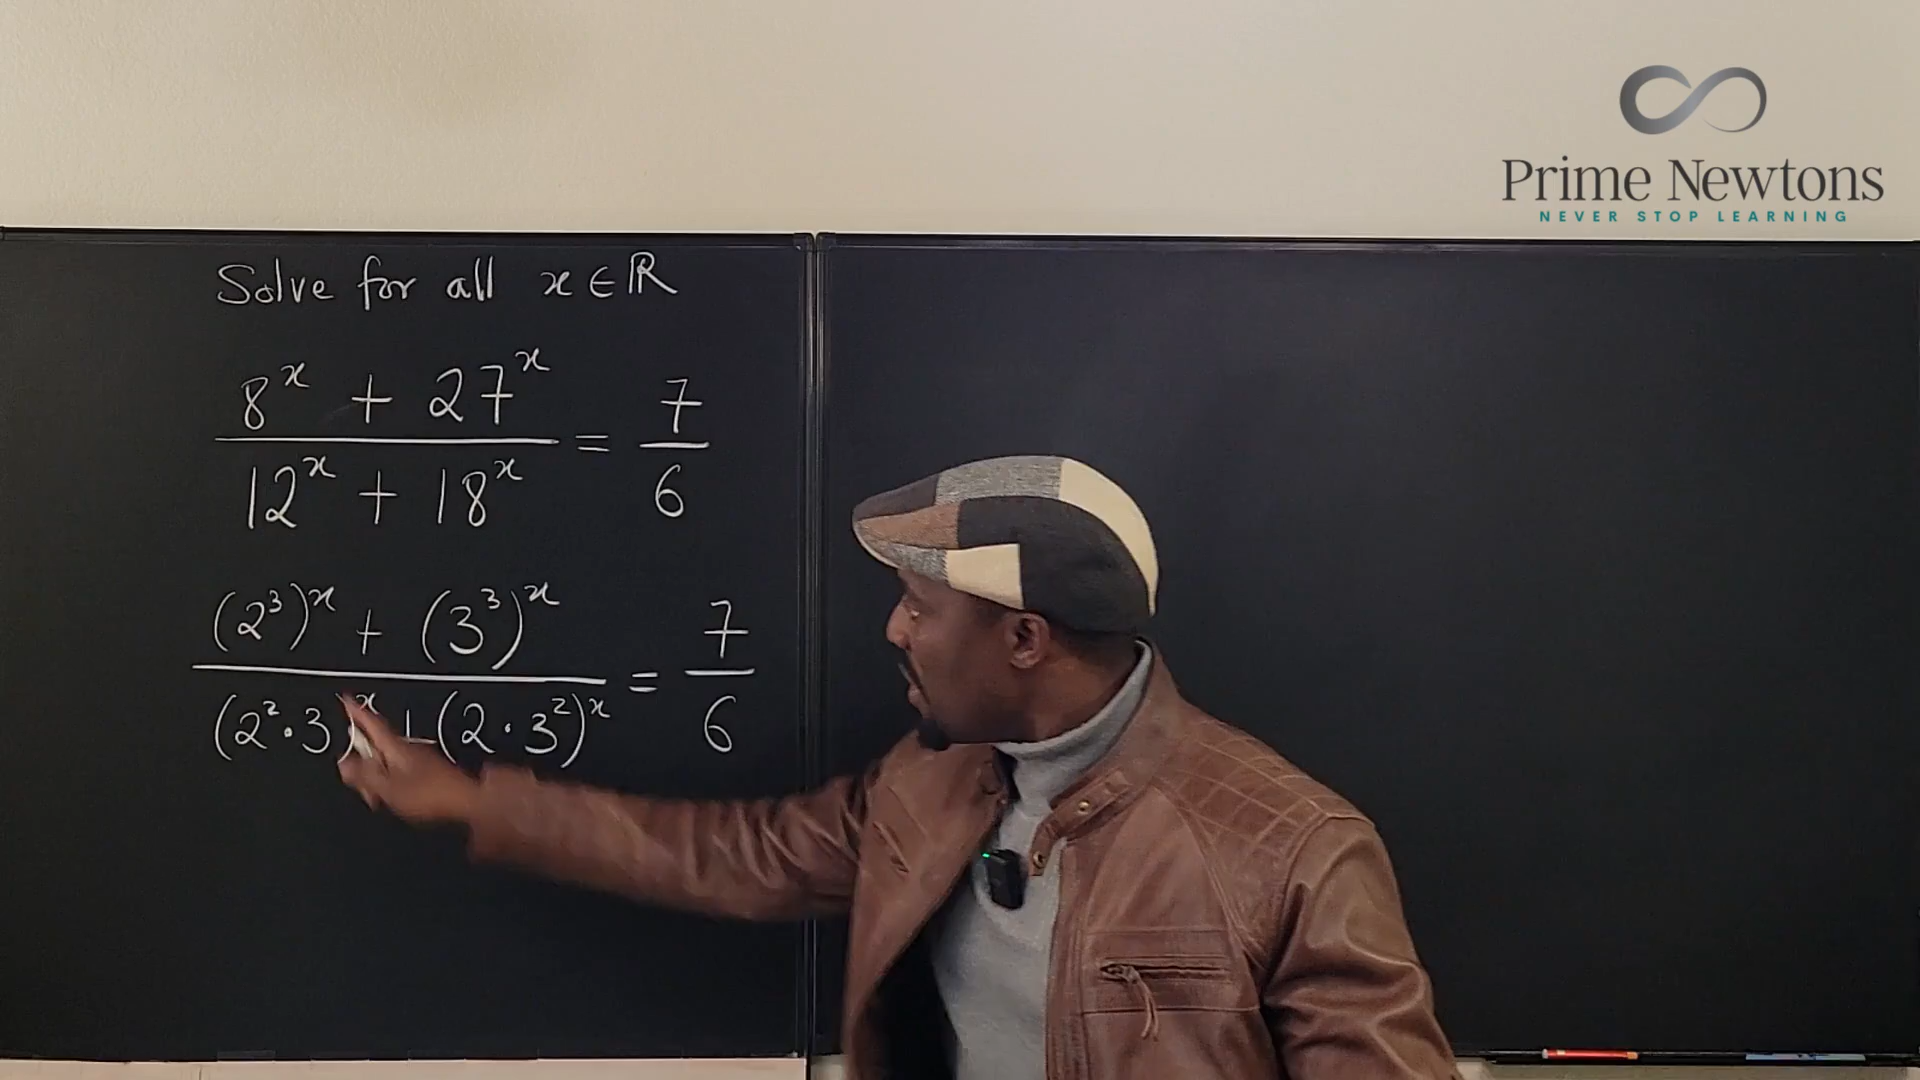 Prime Newtons
NEVER STOP LEARNING
Solve for all x ∈ ℝ
8^x + 27^x / 12^x + 18^x = 7/6
(2^3)^x + (3^3)^x / (2^2 · 3)^x + (2 · 3^2)^x = 7/6